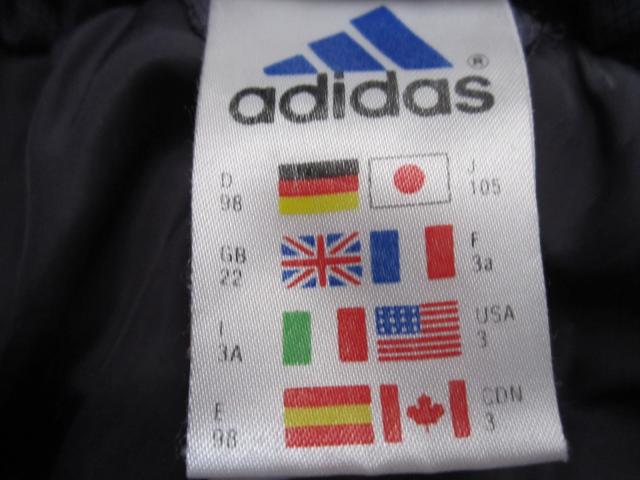 adidas ®
D J
98 105
GB F
22 3a
I USA
3A 3
E CDN
98 3